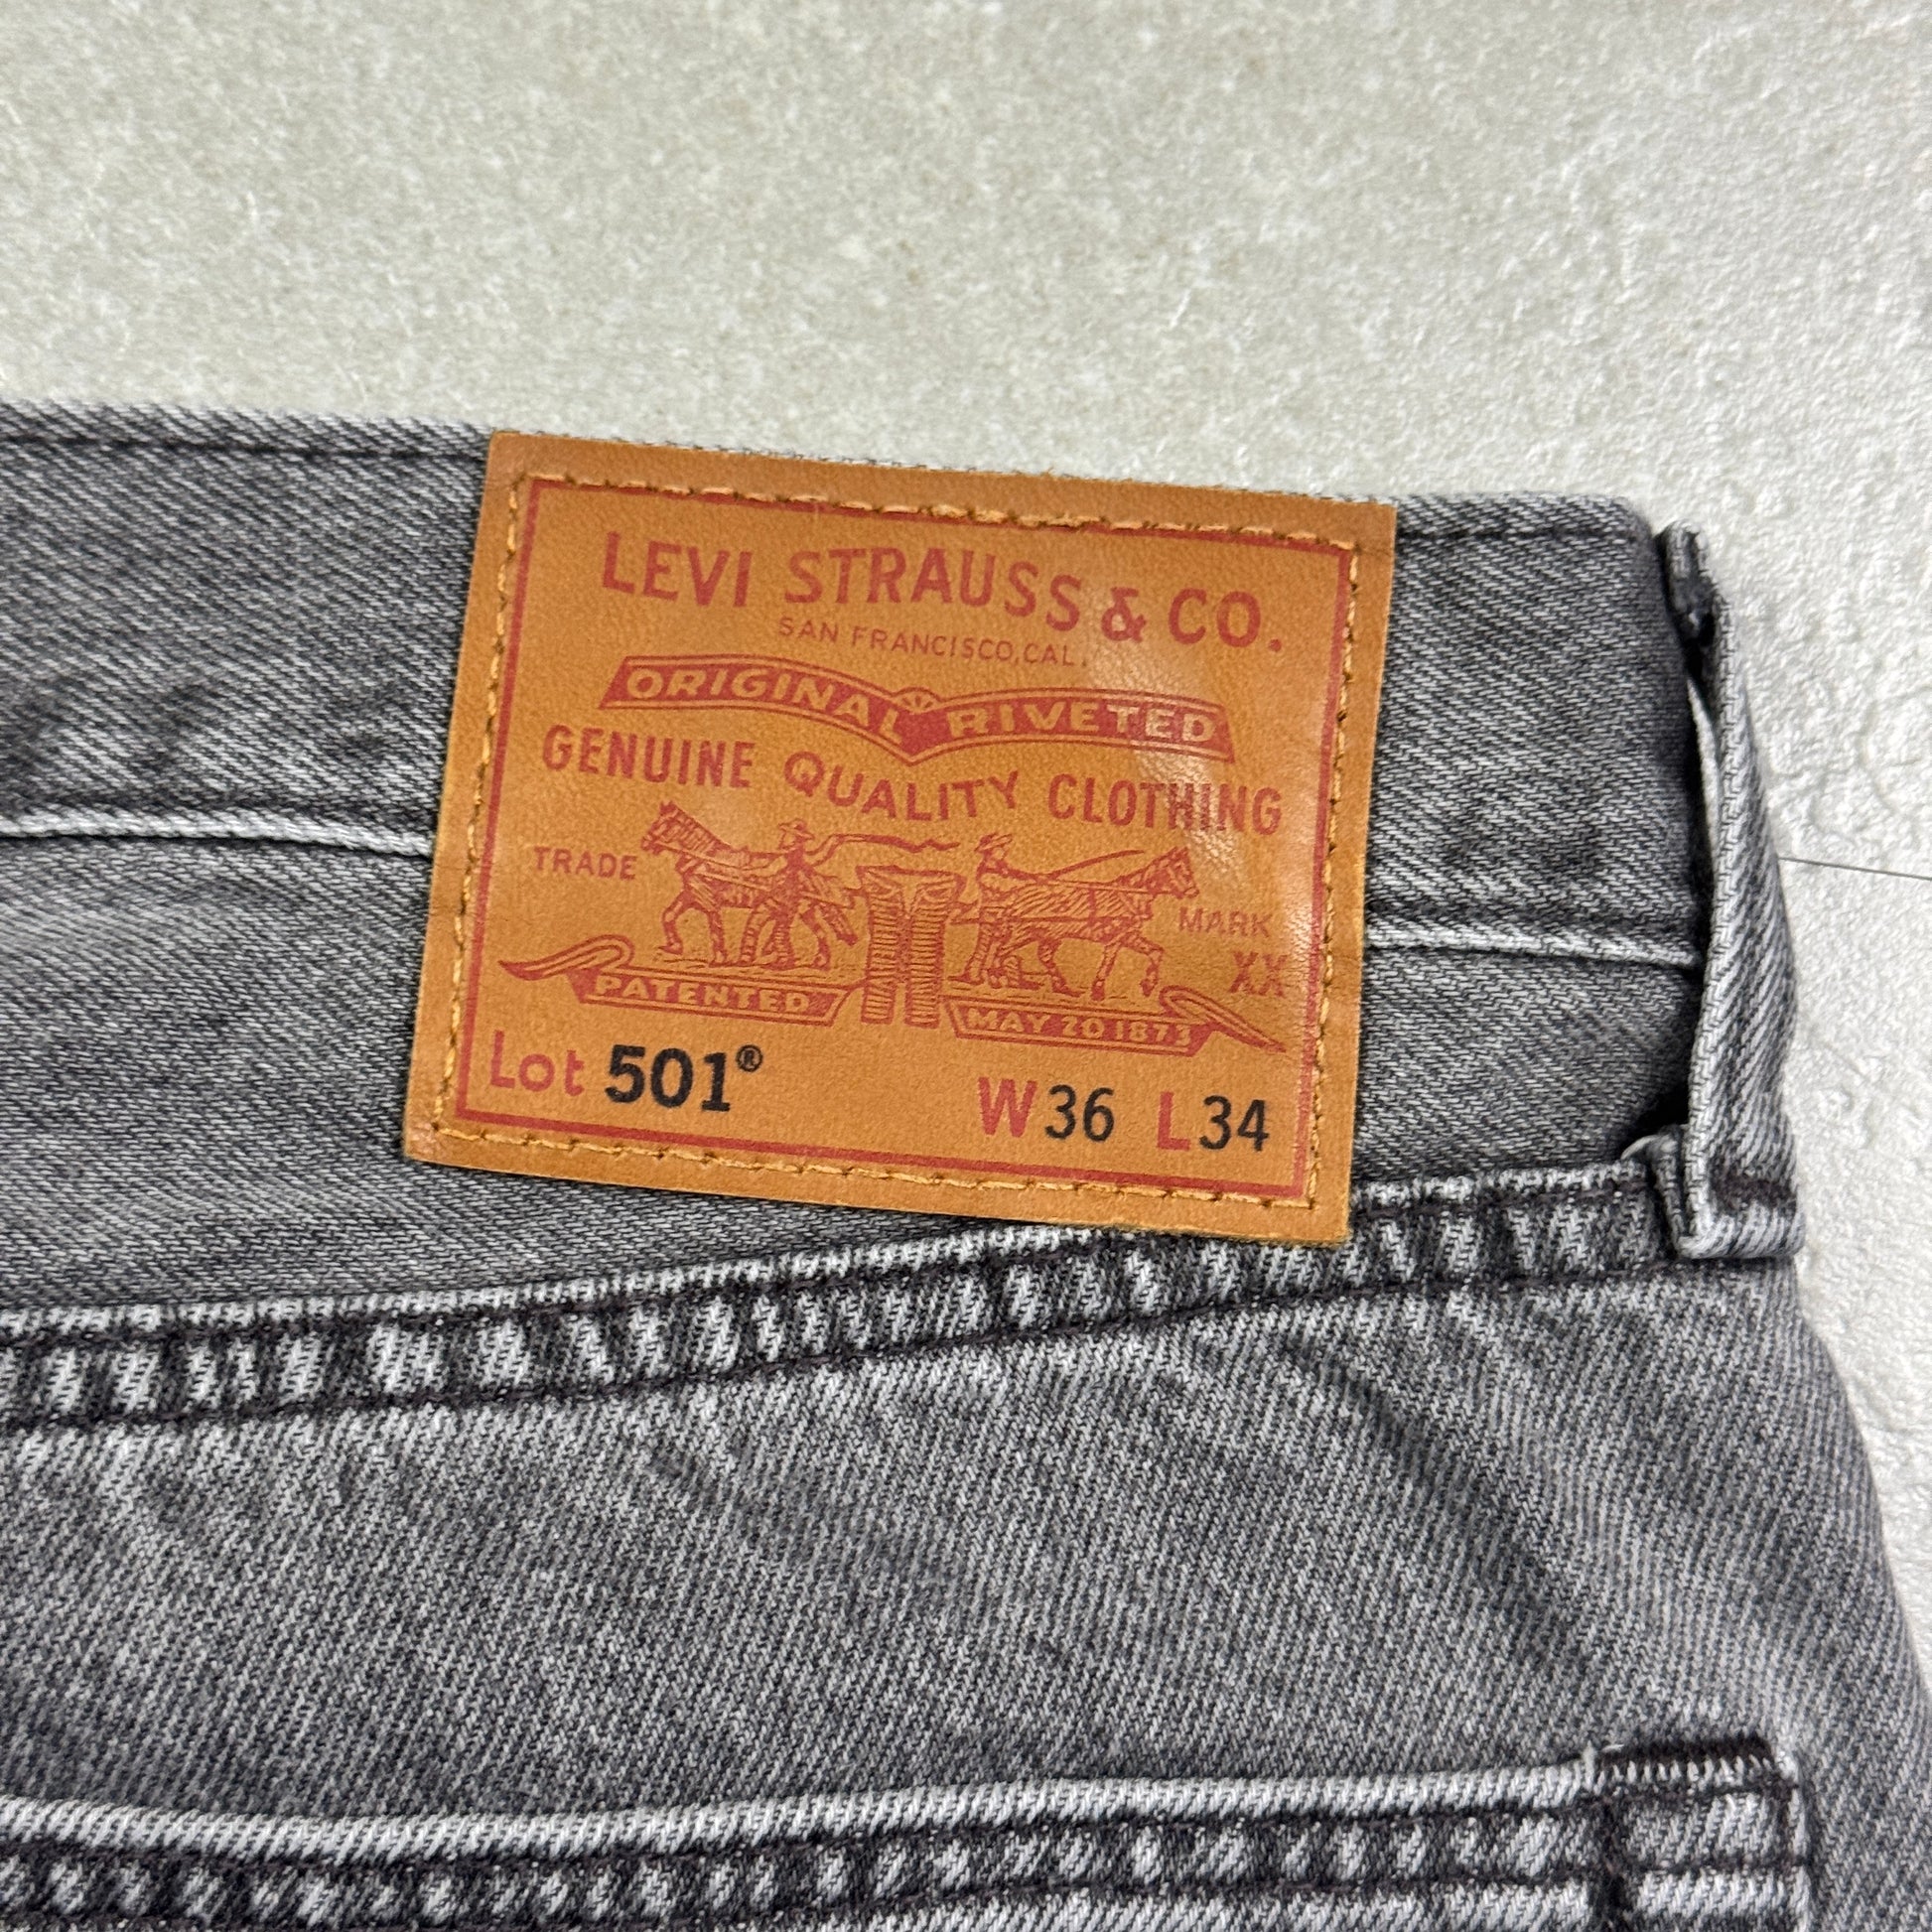 LEVI STRAUSS & CO.
SAN FRANCISCO, CAL.
ORIGINAL RIVETED
GENUINE QUALITY CLOTHING
TRADE MARK
XX
PATENTED MAY 20 1873
Lot 501® W36 L34